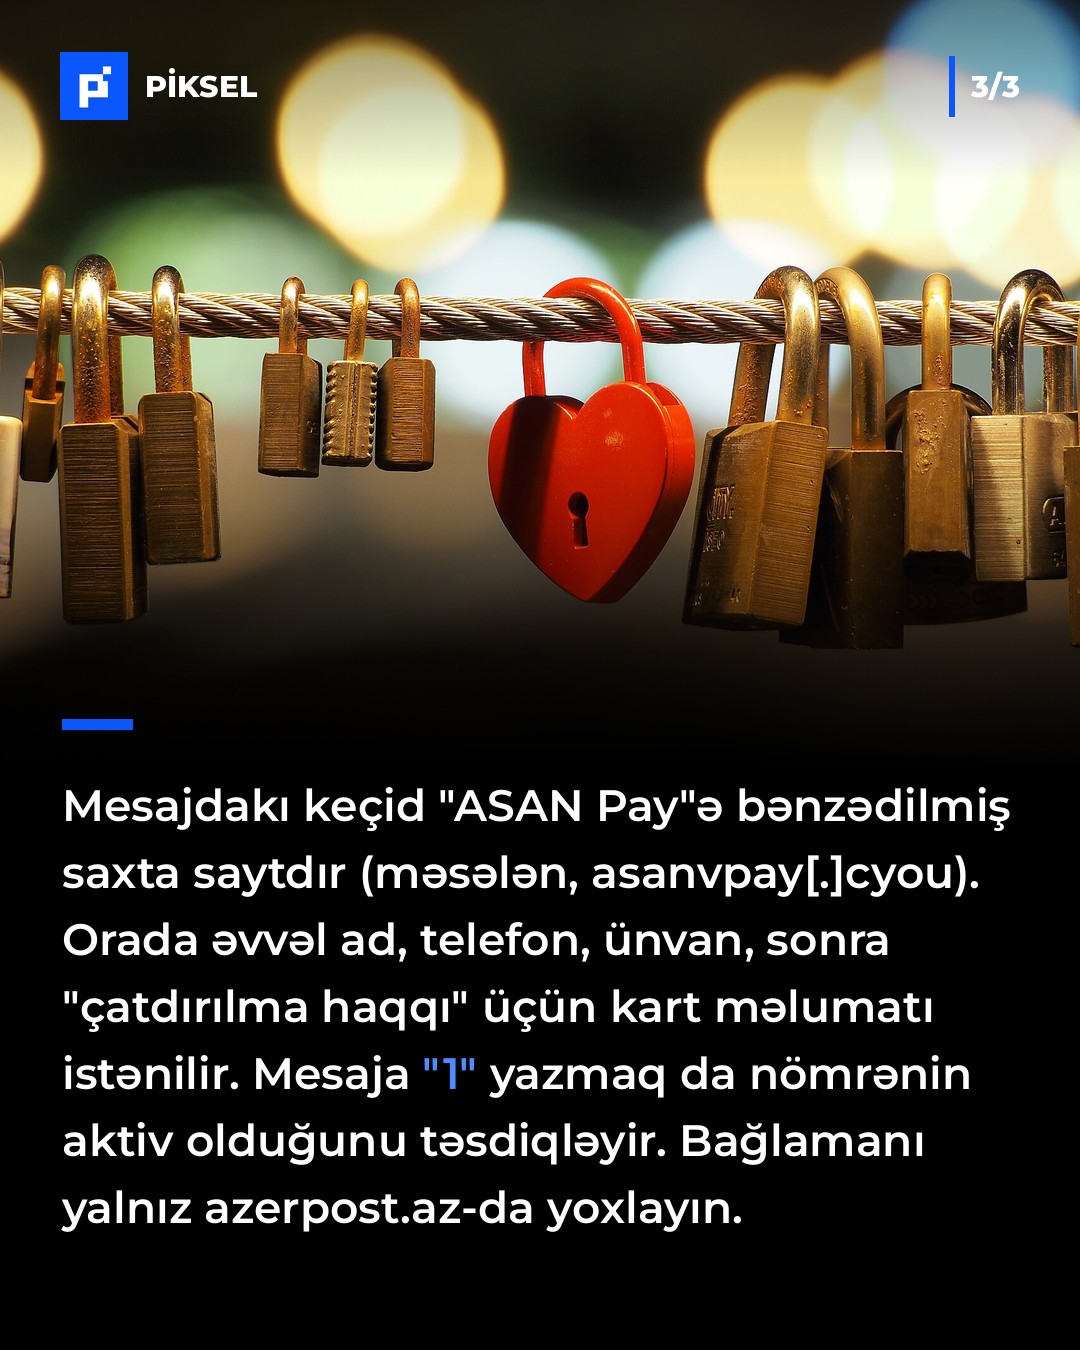 PİKSEL
3/3
Mesajdakı keçid "ASAN Pay"ə bənzədilmiş
saxta saytdır (məsələn, asanvpay[.]cyou).
Orada əvvəl ad, telefon, ünvan, sonra
"çatdırılma haqqı" üçün kart məlumatı
istənilir. Mesaja "1" yazmaq da nömrənin
aktiv olduğunu təsdiqləyir. Bağlamanı
yalnız azerpost.az-da yoxlayın.